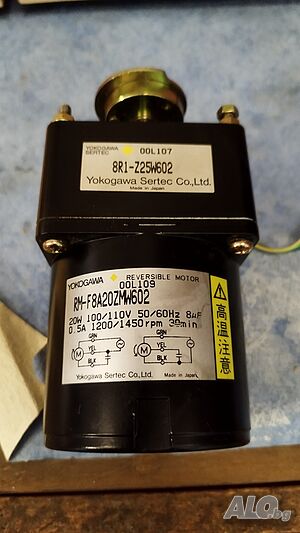 YOKOGAWA
SERTEC
00L107
8R1-Z25W602
Yokogawa Sertec Co.,Ltd.
Made in Japan
YOKOGAWA REVERSIBLE MOTOR
00L109
RM-F8A20ZMW602
20W 100/110V 50/60Hz 8μF
0.5A 1200/1450rpm 30min
GRN GRN
YEL YEL
M M
BLK BLK
Yokogawa Sertec Co.,Ltd. Made in Japan
高温注意
ALO.bg